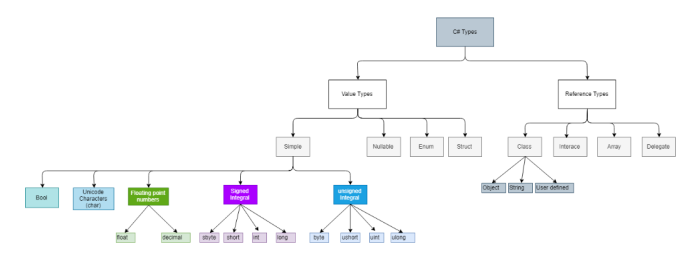 C# Types
Value Types
Reference Types
Simple
Nullable
Enum
Struct
Class
Interace
Array
Delegate
Bool
Unicode
Characters
(char)
Floating point
numbers
Signed
Integral
unsigned
Integral
Object
String
User defined
float
decimal
sbyte
short
int
long
byte
ushort
uint
ulong